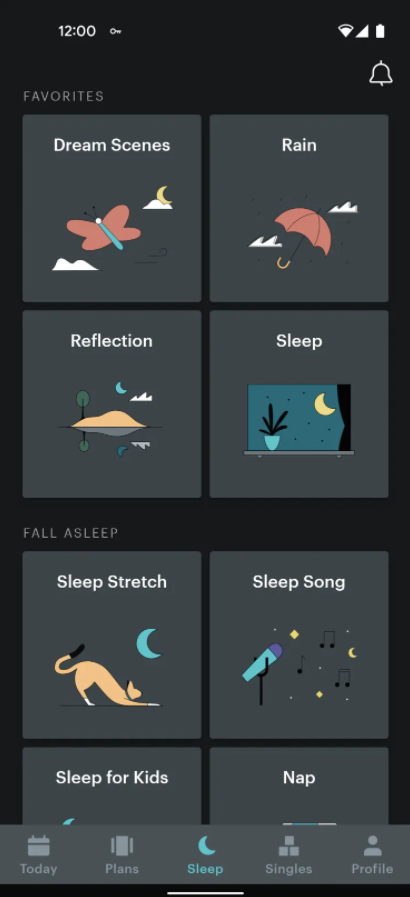 12:00
FAVORITES
Dream Scenes
Rain
Reflection
Sleep
FALL ASLEEP
Sleep Stretch
Sleep Song
Sleep for Kids
Nap
Today
Plans
Sleep
Singles
Profile